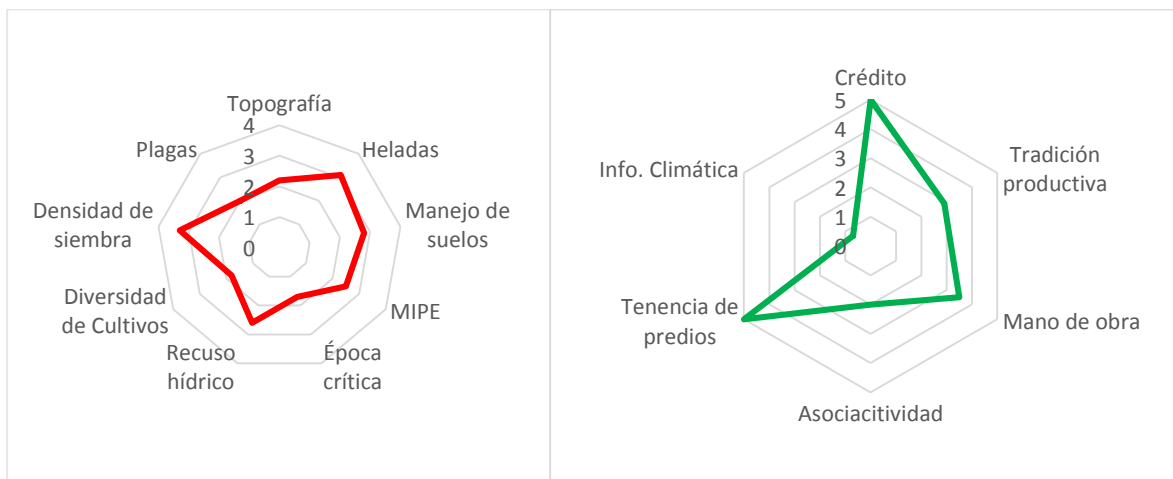 Topografía
4
3
2
1
0
Heladas
Manejo de
suelos
MIPE
Época
crítica
Recuso
hídrico
Diversidad
de Cultivos
Densidad de
siembra
Plagas
Crédito
5
4
3
2
1
0
Tradición
productiva
Mano de obra
Asociacitividad
Tenencia de
predios
Info. Climática